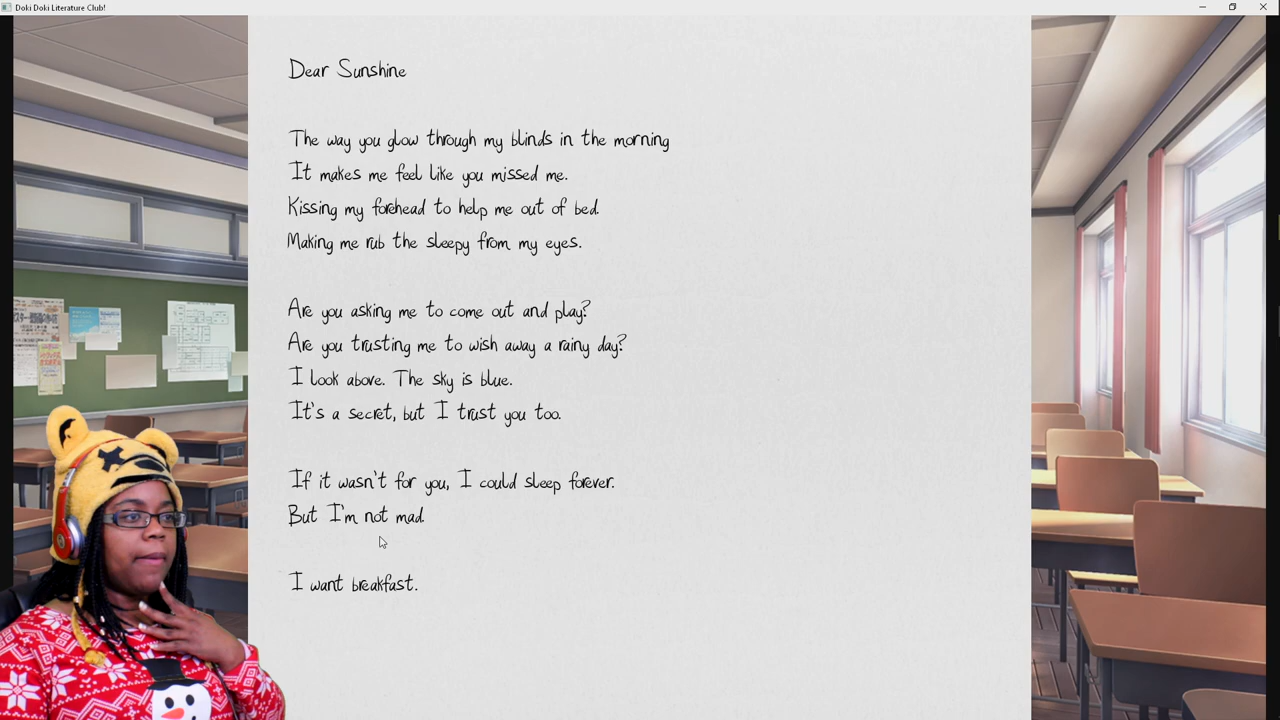 Doki Doki Literature Club!
Dear Sunshine
The way you glow through my blinds in the morning
It makes me feel like you missed me.
Kissing my forehead to help me out of bed.
Making me rub the sleepy from my eyes.
Are you asking me to come out and play?
Are you trusting me to wish away a rainy day?
I look above. The sky is blue.
It's a secret, but I trust you too.
If it wasn't for you, I could sleep forever.
But I'm not mad.
I want breakfast.